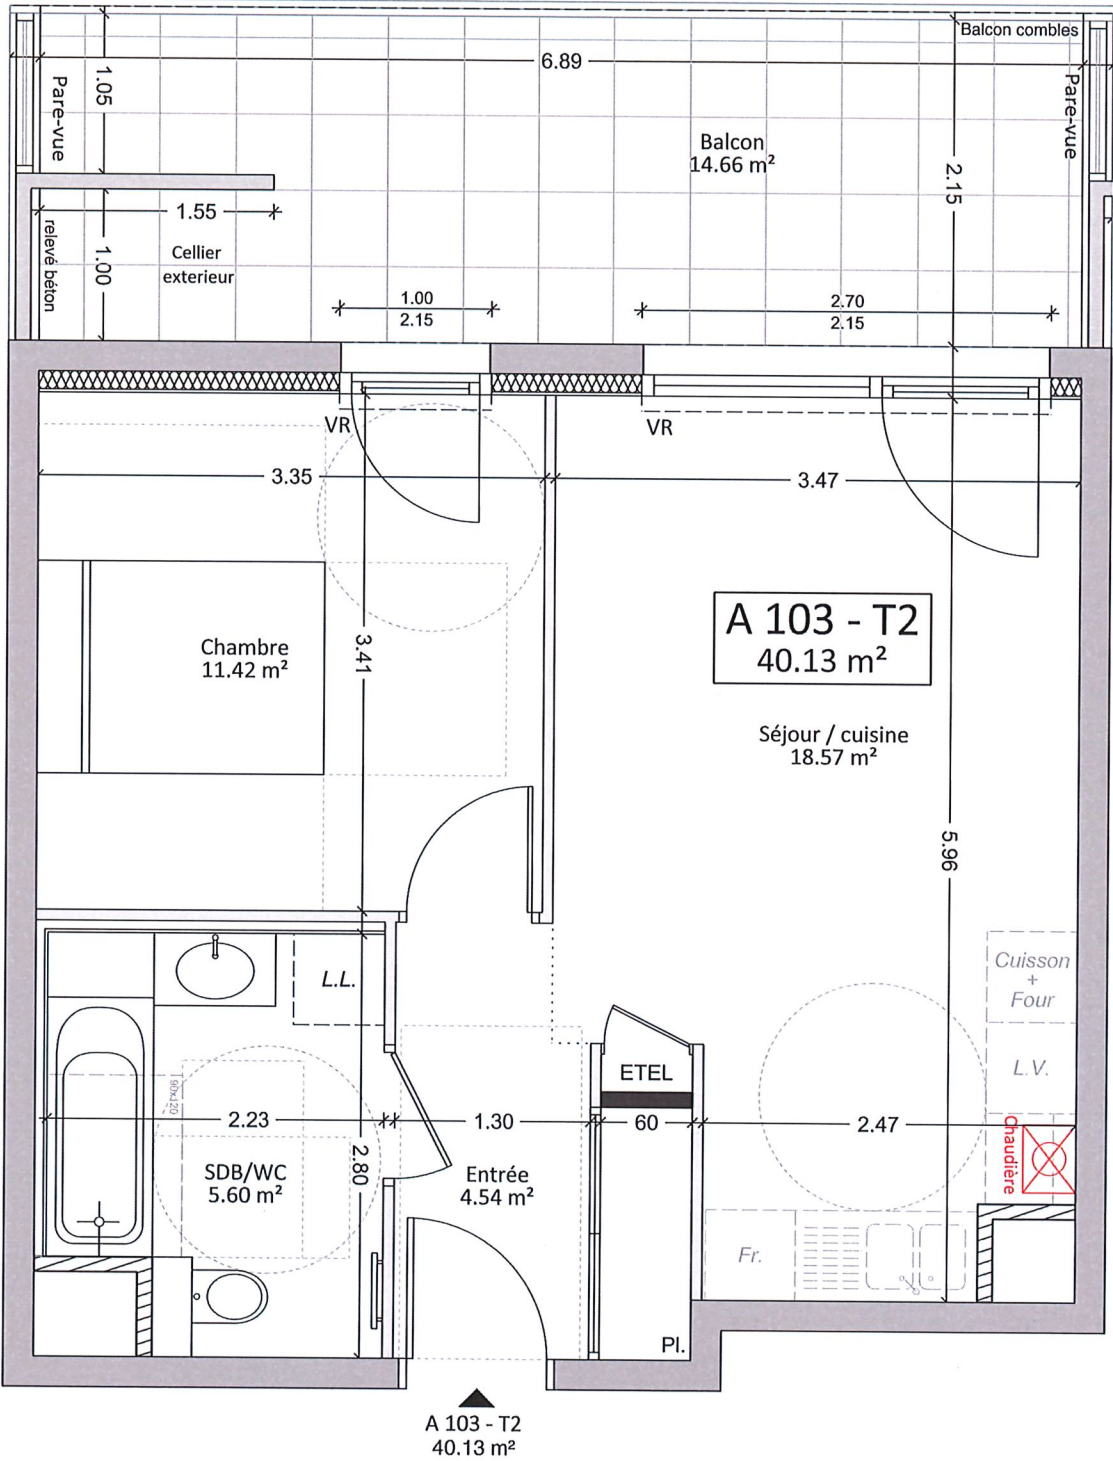 Balcon combles
6.89
Pare-vue
1.05
Pare-vue
Balcon
14.66 m²
2.15
1.55
relevé béton
1.00
Cellier
exterieur
1.00
2.15
2.70
2.15
VR
VR
3.35
3.47
A 103 - T2
40.13 m²
Chambre
11.42 m²
3.41
Séjour / cuisine
18.57 m²
5.96
L.L.
Cuisson
+
Four
L.V.
ETEL
90x120
2.23
1.30
60
2.47
Chaudière
2.80
SDB/WC
5.60 m²
Entrée
4.54 m²
Fr.
Pl.
A 103 - T2
40.13 m²